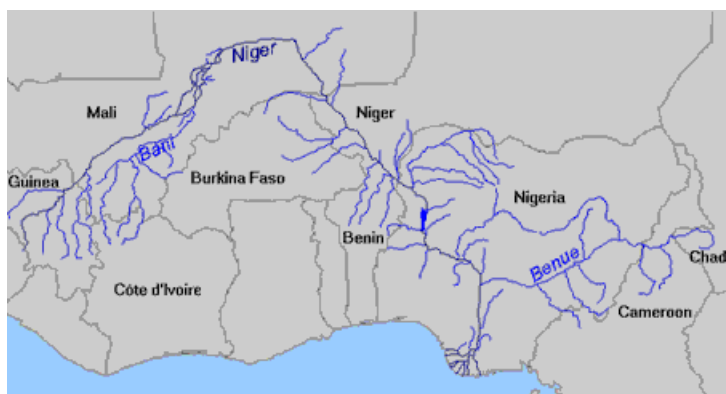 Niger
Mali
Niger
Bani
Guinea
Burkina Faso
Nigeria
Benin
Benue
Chad
Côte d'Ivoire
Cameroon